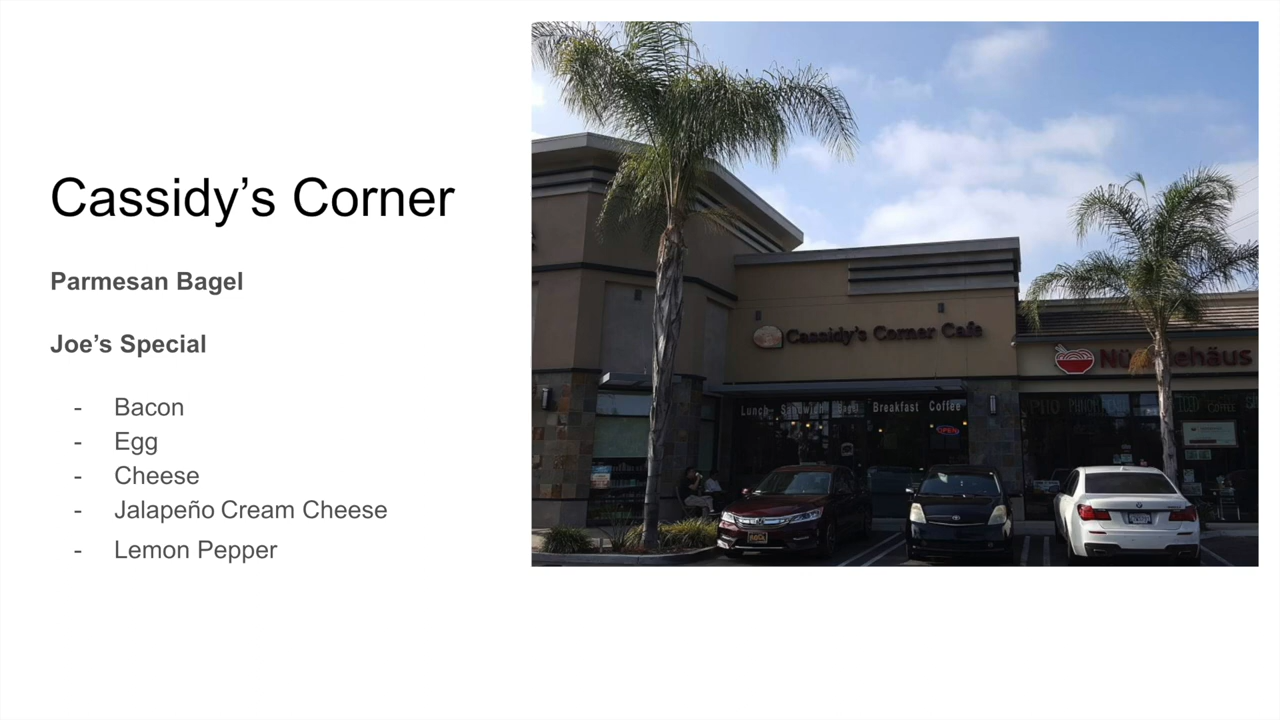 Cassidy’s Corner
Parmesan Bagel
Joe’s Special
- Bacon
- Egg
- Cheese
- Jalapeño Cream Cheese
- Lemon Pepper
Cassidy's Corner Cafe
Lunch Sandwich Bagel Breakfast Coffee
OPEN